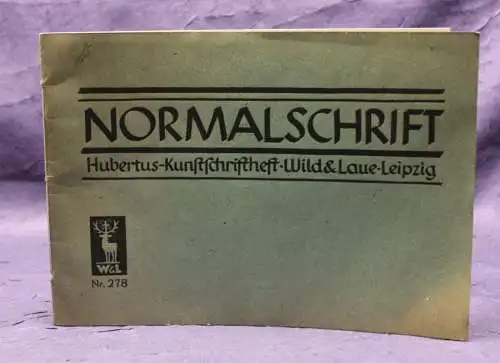 NORMALSCHRIFT
Hubertus-Kunſtſchriftheft-Wild & Laue-Leipzig
W&L
Nr. 278